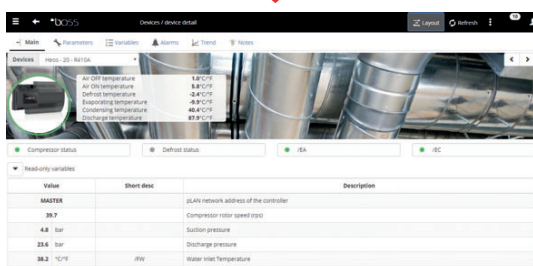 boss Devices / device detail Layout Refresh 10
Main Parameters Variables Alarms Trend Notes
Devices Heos - 20 - R410A
Air OFF temperature 1.0°C/°F
Air ON temperature 5.8°C/°F
Defrost temperature -2.4°C/°F
Evaporating temperature -9.9°C/°F
Condensing temperature 40.4°C/°F
Discharge temperature 87.9°C/°F
Compressor status Defrost status /EA /EC
Read-only variables
Value Short desc Description
MASTER pLAN network address of the controller
39.7 Compressor rotor speed (rps)
4.8 bar Suction pressure
23.6 bar Discharge pressure
38.2 °C/°F /FW Water Inlet Temperature